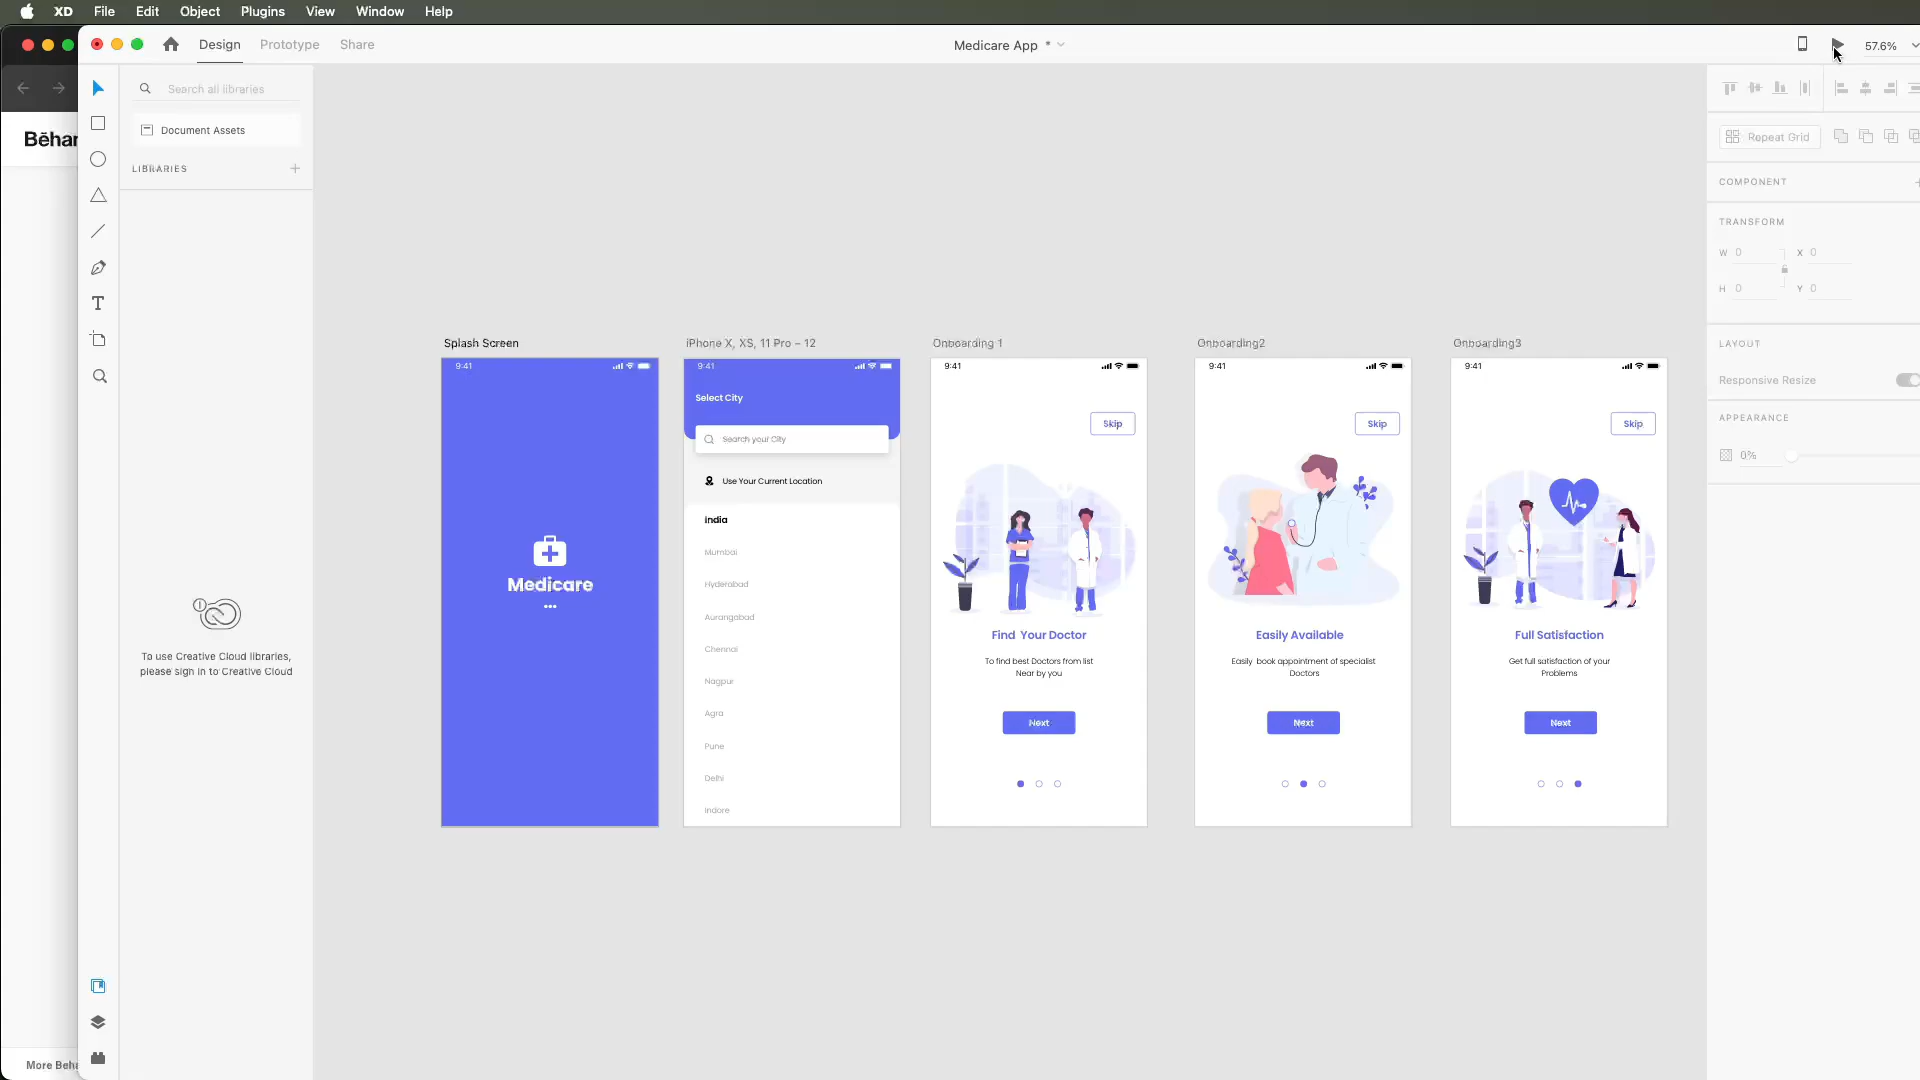 XD File Edit Object Plugins View Window Help
Design Prototype Share
Medicare App *
57.6%
Bēhan
Search all libraries
Document Assets
LIBRARIES
To use Creative Cloud libraries,
please sign in to Creative Cloud
More Beha
Splash Screen
9:41
Medicare
iPhone X, XS, 11 Pro – 12
9:41
Select City
Search your City
Use Your Current Location
India
Mumbai
Hyderabad
Aurangabad
Chennai
Nagpur
Agra
Pune
Delhi
Indore
Onboarding 1
9:41
Skip
Find Your Doctor
To find best Doctors from list
Near by you
Next
Onboarding2
9:41
Skip
Easily Available
Easily book appointment of specialist
Doctors
Next
Onboarding3
9:41
Skip
Full Satisfaction
Get full satisfaction of your
Problems
Next
Repeat Grid
COMPONENT
TRANSFORM
W 0 X 0
H 0 Y 0
LAYOUT
Responsive Resize
APPEARANCE
0%